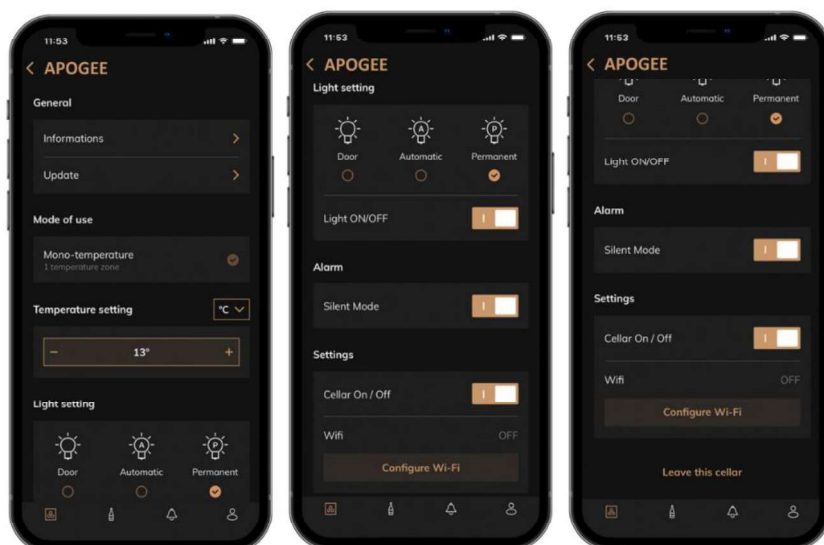 11:53
APOGEE
General
Informations
Update
Mode of use
Mono-temperature
1 temperature zone
Temperature setting
°C
− 13° +
Light setting
A P
Door Automatic Permanent
11:53
APOGEE
Light setting
A P
Door Automatic Permanent
Light ON/OFF
I
Alarm
Silent Mode
I
Settings
Cellar On / Off
I
Wifi OFF
Configure Wi-Fi
11:53
APOGEE
Door Automatic Permanent
Light ON/OFF
I
Alarm
Silent Mode
I
Settings
Cellar On / Off
I
Wifi OFF
Configure Wi-Fi
Leave this cellar